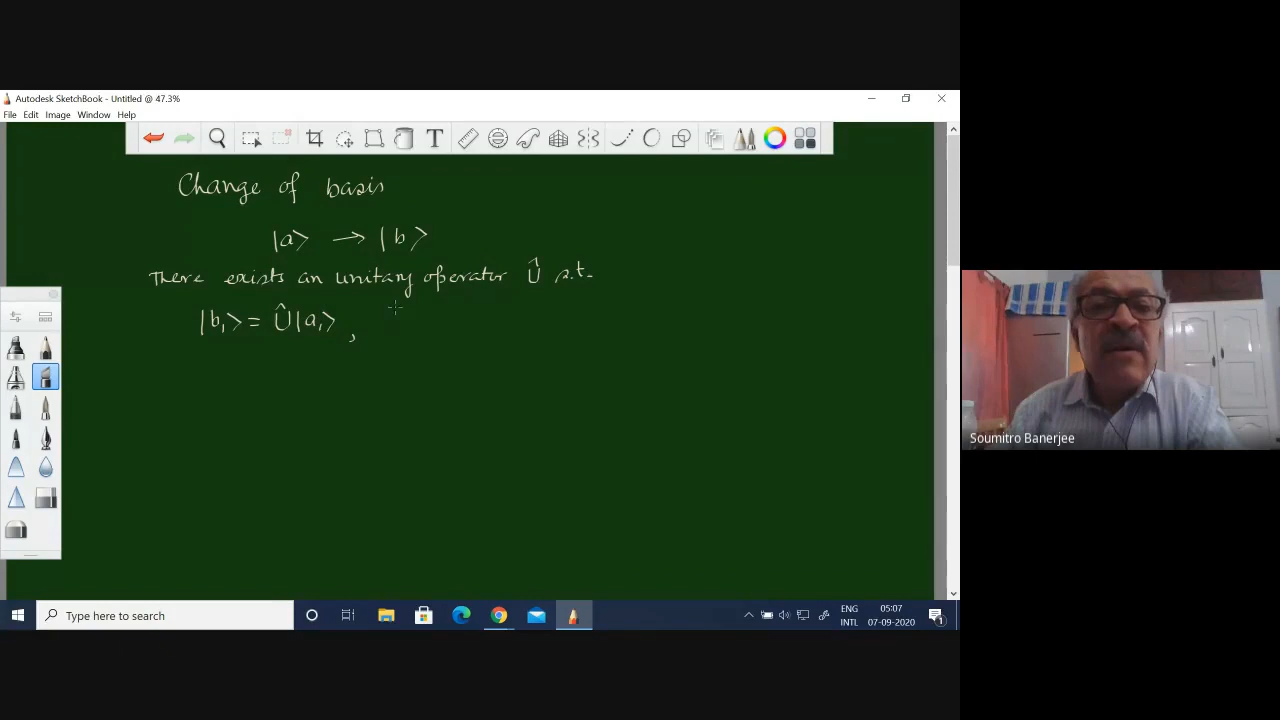 Autodesk SketchBook - Untitled @ 47.3%
File Edit Image Window Help
Change of basis
|a⟩ → |b⟩
There exists an unitary operator Û s.t.
|b₁⟩ = Û|a₁⟩ ,
Soumitro Banerjee
Type here to search
ENG 05:07
INTL 07-09-2020
1